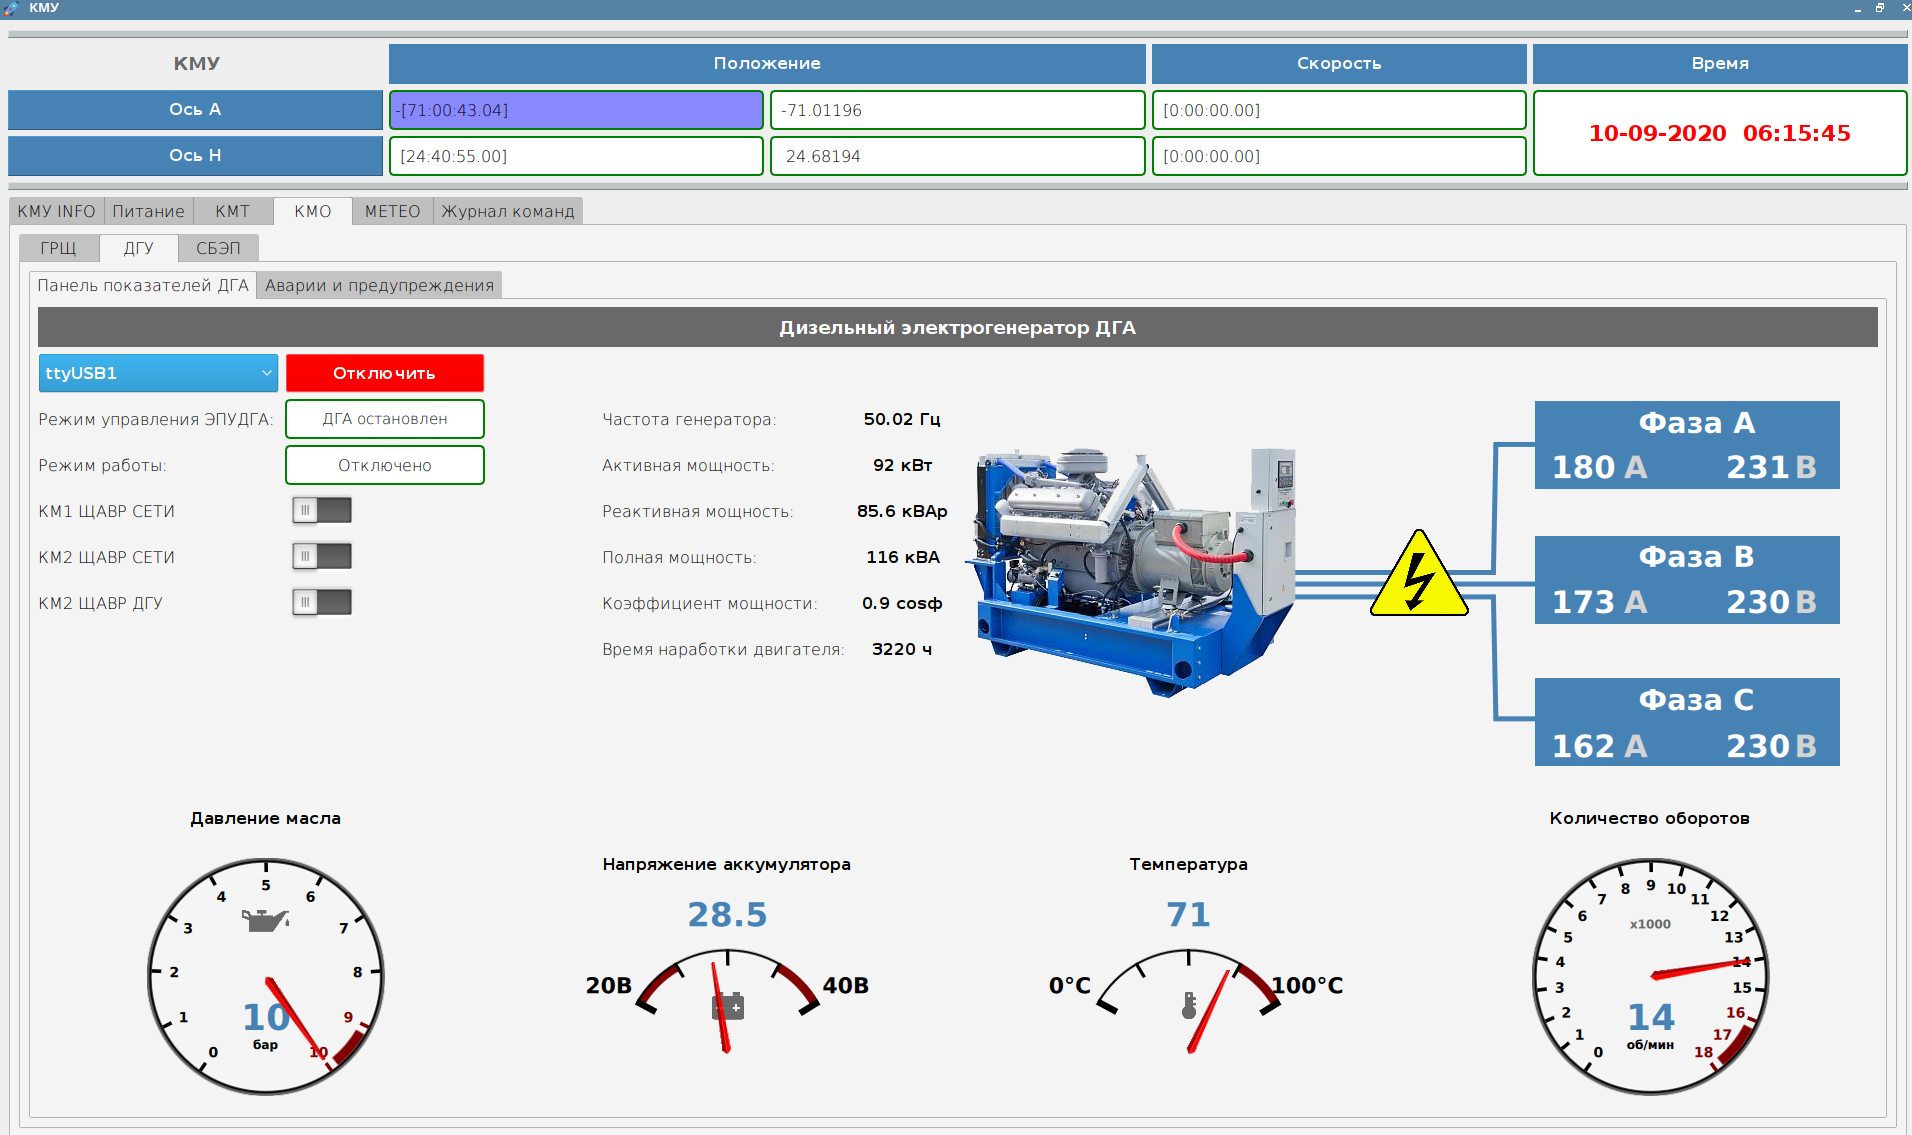 КМУ
КМУ Положение Скорость Время
Ось A -[71:00:43.04] -71.01196 [0:00:00.00] 10-09-2020 06:15:45
Ось H [24:40:55.00] 24.68194 [0:00:00.00]
КМУ INFO Питание КМТ КМО МЕТЕО Журнал команд
ГРЩ ДГУ СБЭП
Панель показателей ДГА Аварии и предупреждения
Дизельный электрогенератор ДГА
ttyUSB1 Отключить
Режим управления ЭПУДГА: ДГА остановлен
Режим работы: Отключено
КМ1 ЩАВР СЕТИ
КМ2 ЩАВР СЕТИ
КМ2 ЩАВР ДГУ
Частота генератора: 50.02 Гц
Активная мощность: 92 кВт
Реактивная мощность: 85.6 кВАр
Полная мощность: 116 кВА
Коэффициент мощности: 0.9 cosф
Время наработки двигателя: 3220 ч
Фаза A
180 A 231 В
Фаза B
173 A 230 В
Фаза C
162 A 230 В
Давление масла
0 1 2 3 4 5 6 7 8 9 10
10
бар
Напряжение аккумулятора
28.5
20В 40В
Температура
71
0°C 100°C
Количество оборотов
0 1 2 3 4 5 6 7 8 9 10 11 12 13 14 15 16 17 18
x1000
14
об/мин